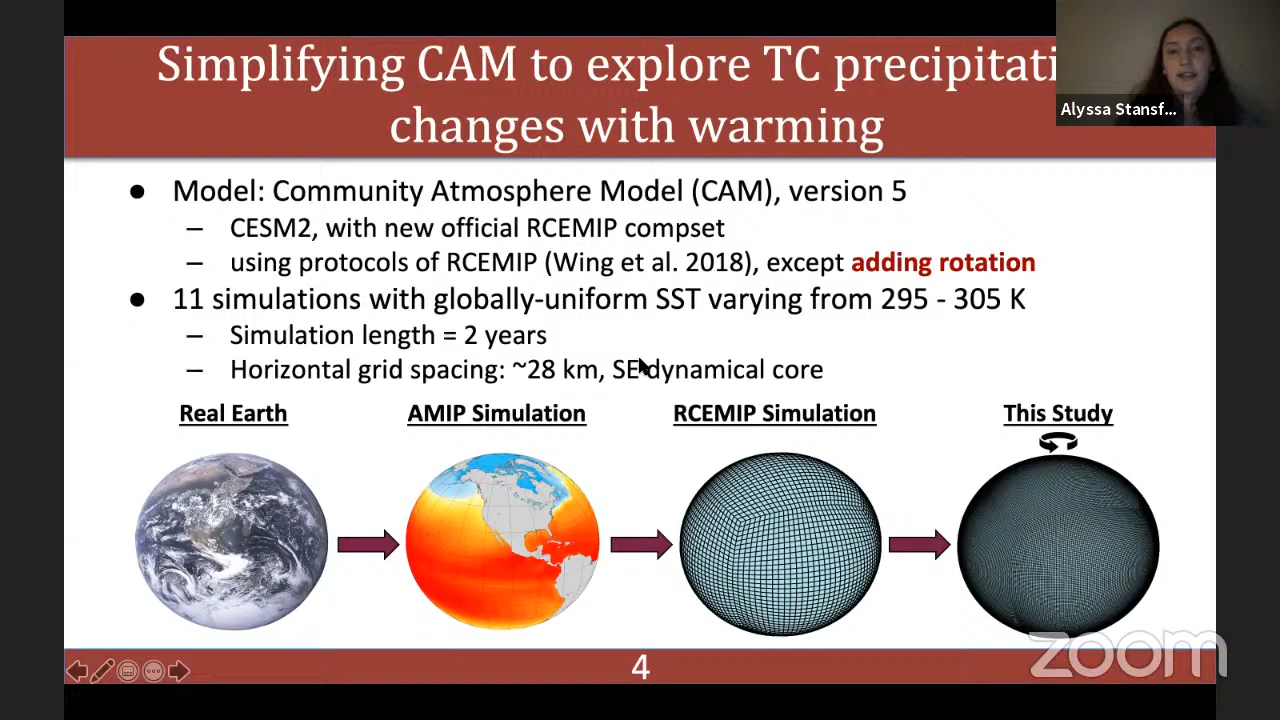 Simplifying CAM to explore TC precipitati
changes with warming
Alyssa Stansf...
● Model: Community Atmosphere Model (CAM), version 5
– CESM2, with new official RCEMIP compset
– using protocols of RCEMIP (Wing et al. 2018), except adding rotation
● 11 simulations with globally-uniform SST varying from 295 - 305 K
– Simulation length = 2 years
– Horizontal grid spacing: ~28 km, SE dynamical core
Real Earth AMIP Simulation RCEMIP Simulation This Study
zoom
4